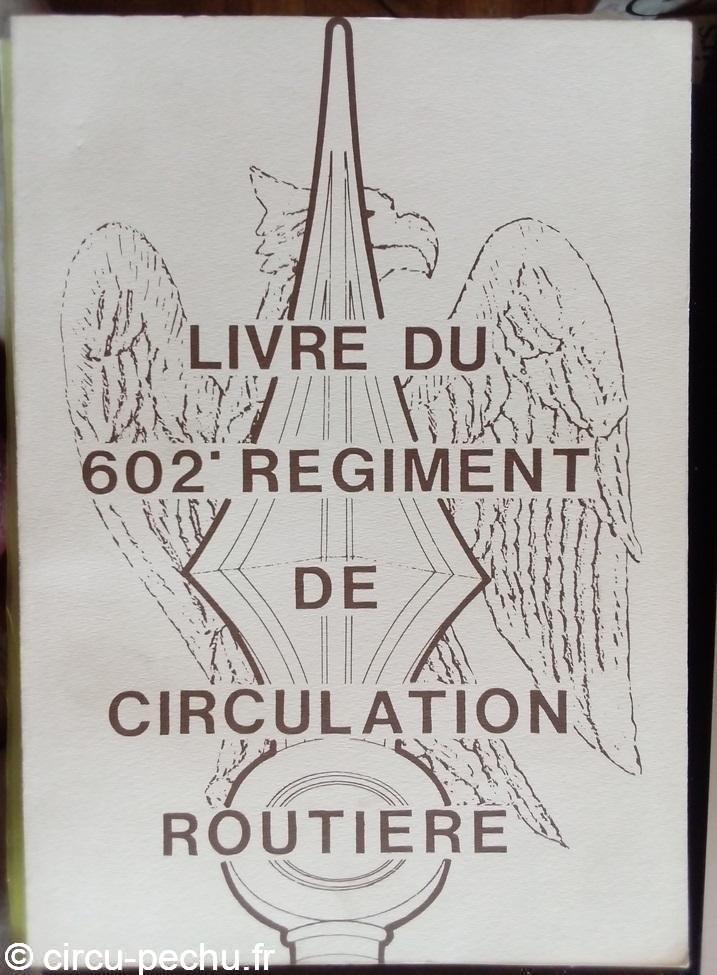 LIVRE DU
602e REGIMENT
DE
CIRCULATION
ROUTIERE
© circu-pechu.fr